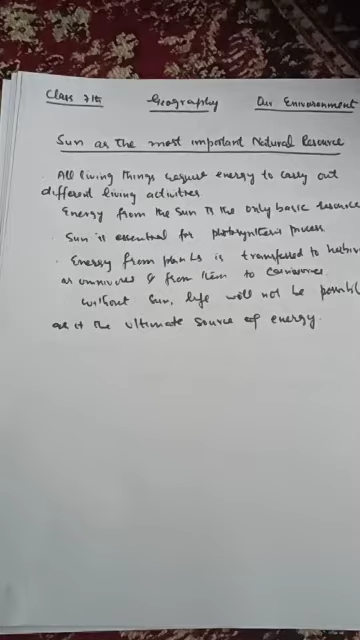 Class 7th Geography Our Environment
Sun as the most important Natural Resource
· All living things require energy to carry out
different living activities.
Energy from the Sun is the only basic resource
· Sun is essential for photosynthesis process
· Energy from plants is transferred to
as omnivores & from them to carnivores
without Sun, life will not be possible
as it the ultimate source of energy.